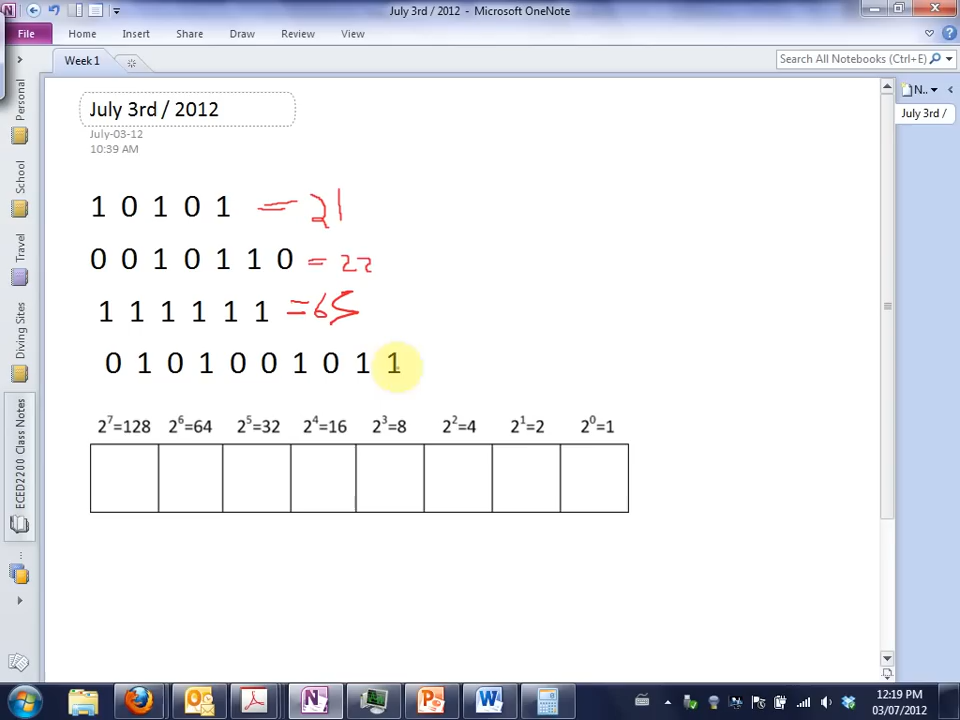 July 3rd / 2012 - Microsoft OneNote
File Home Insert Share Draw Review View
Week 1
Search All Notebooks (Ctrl+E)
N..
July 3rd /
Personal
School
Travel
Diving Sites
ECED2200 Class Notes
...
July 3rd / 2012
July-03-12
10:39 AM
1 0 1 0 1 = 21
0 0 1 0 1 1 0 = 22
1 1 1 1 1 1 = 65
0 1 0 1 0 0 1 0 1 1
2⁷=128 2⁶=64 2⁵=32 2⁴=16 2³=8 2²=4 2¹=2 2⁰=1
12:19 PM
03/07/2012